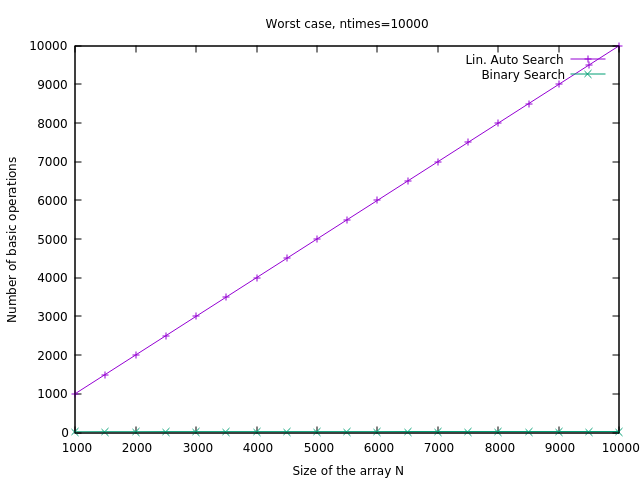 Worst case, ntimes=10000
Lin. Auto Search
Binary Search
Number of basic operations
10000
9000
8000
7000
6000
5000
4000
3000
2000
1000
0
1000 2000 3000 4000 5000 6000 7000 8000 9000 10000
Size of the array N